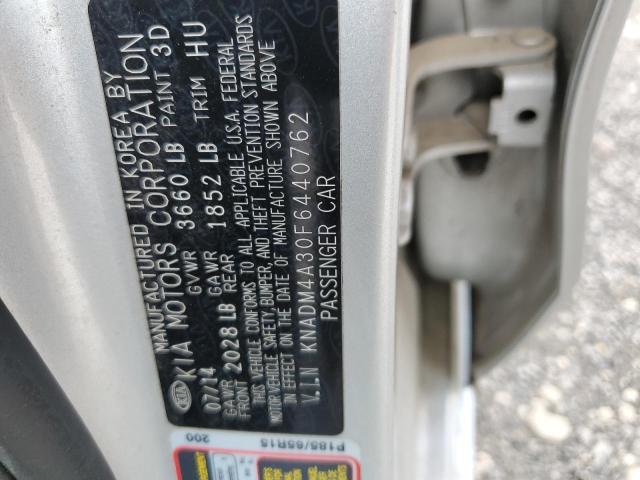 MANUFACTURED IN KOREA BY
KIA KIA MOTORS CORPORATION
07/14 GVWR 3660 LB PAINT 3D
GAWR FRONT 2028 LB GAWR REAR 1852 LB TRIM HU
THIS VEHICLE CONFORMS TO ALL APPLICABLE U.S.A. FEDERAL
MOTOR VEHICLE SAFETY, BUMPER, AND THEFT PREVENTION STANDARDS
IN EFFECT ON THE DATE OF MANUFACTURE SHOWN ABOVE
V.I.N KNADM4A30F6440762
PASSENGER CAR
P185/65R15
200